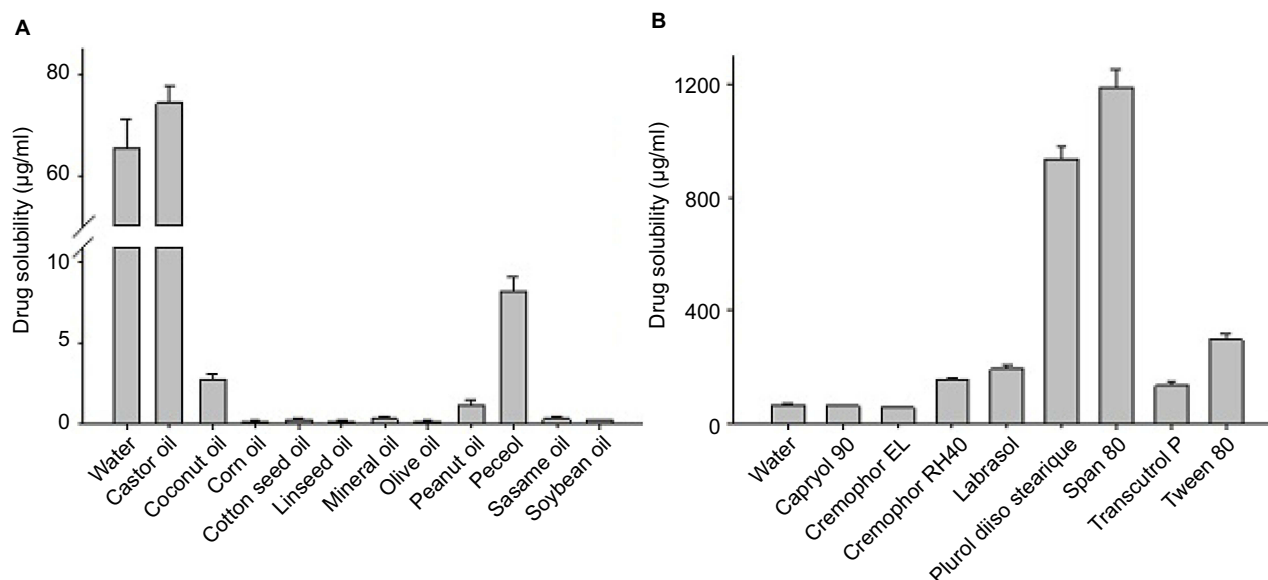 A
Drug solubility (µg/ml)
80
60
10
5
0
Water
Castor oil
Coconut oil
Corn oil
Cotton seed oil
Linseed oil
Mineral oil
Olive oil
Peanut oil
Peceol
Sasame oil
Soybean oil
B
Drug solubility (µg/ml)
1200
800
400
0
Water
Capryol 90
Cremophor EL
Cremophor RH40
Labrasol
Plurol diiso stearique
Span 80
Transcutrol P
Tween 80